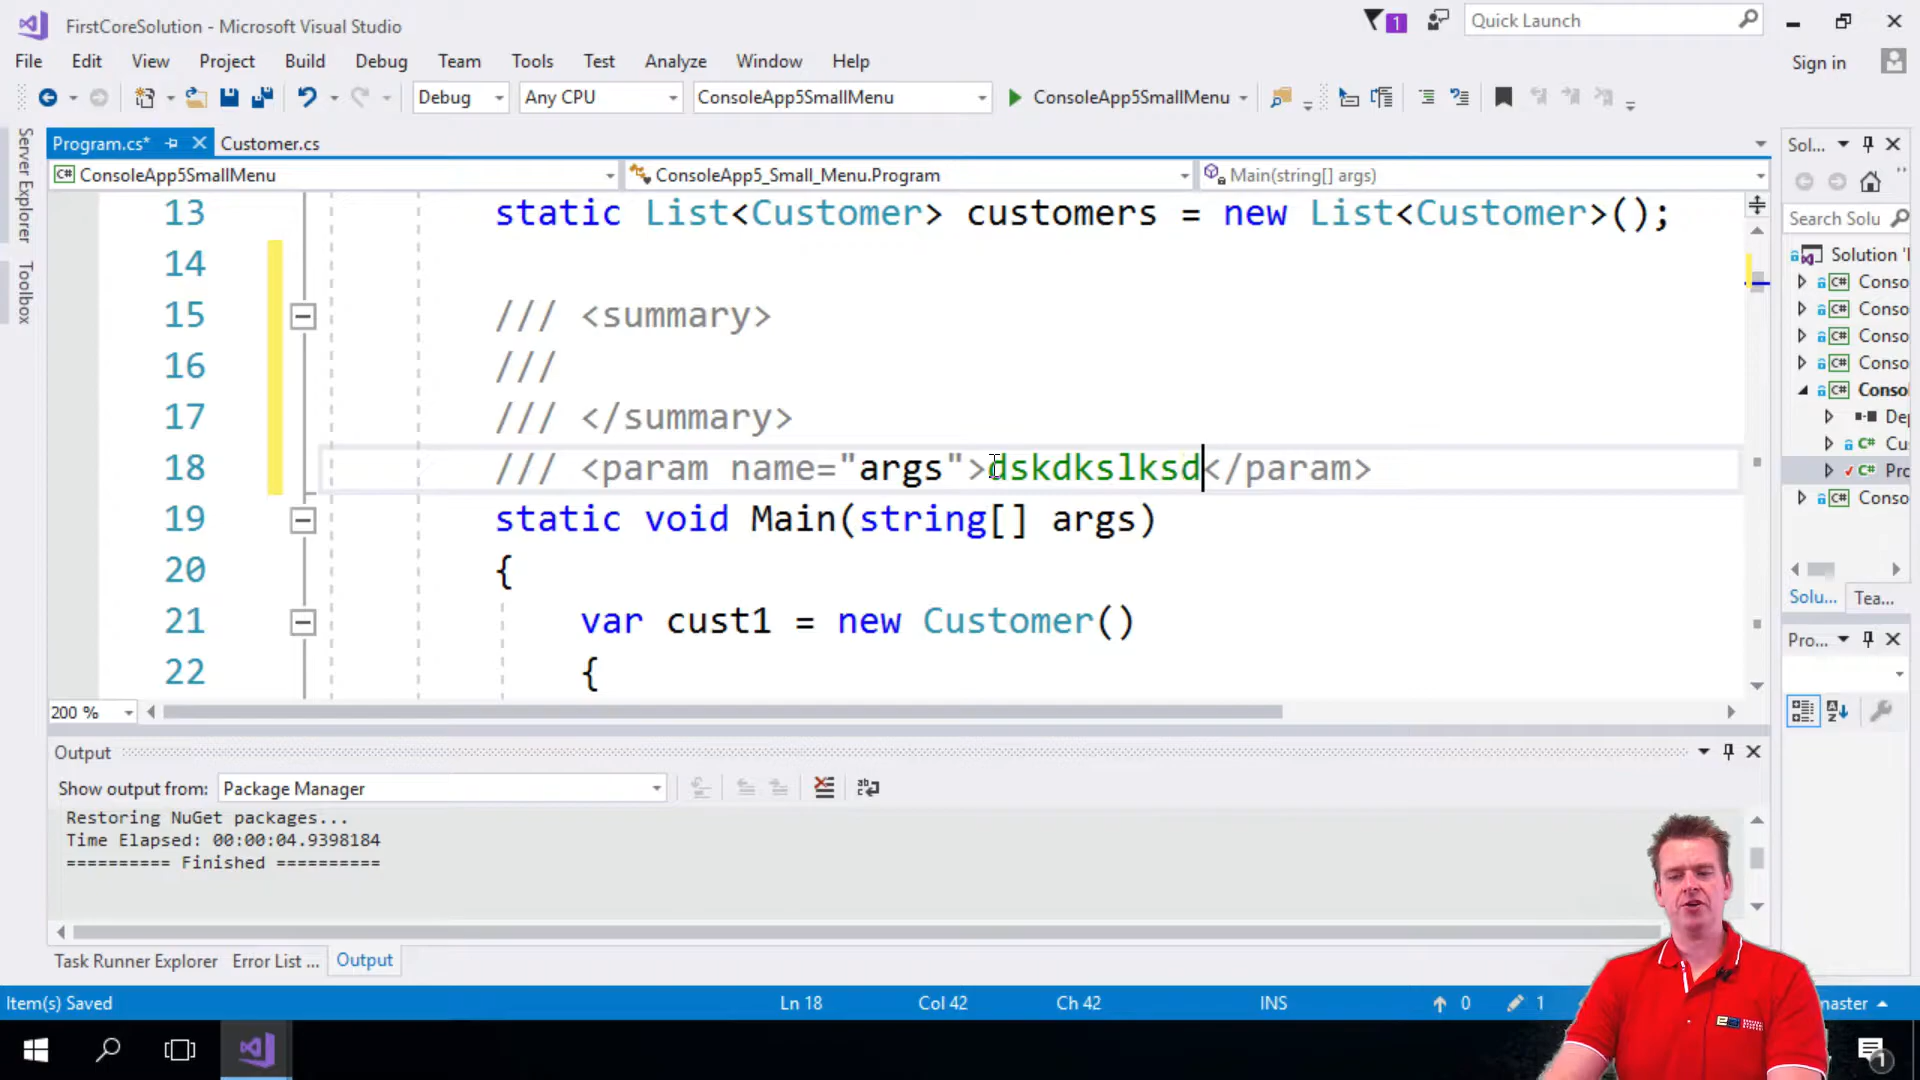 FirstCoreSolution - Microsoft Visual Studio
1
Quick Launch
File Edit View Project Build Debug Team Tools Test Analyze Window Help
Sign in
Debug Any CPU ConsoleApp5SmallMenu ConsoleApp5SmallMenu
Server Explorer
Toolbox
Program.cs* Customer.cs
C# ConsoleApp5SmallMenu ConsoleApp5_Small_Menu.Program Main(string[] args)
13 static List<Customer> customers = new List<Customer>();
14
15 /// <summary>
16 ///
17 /// </summary>
18 /// <param name="args">dskdkslksd</param>
19 static void Main(string[] args)
20 {
21 var cust1 = new Customer()
22 {
200 %
Sol...
Search Solu
Solution '
C# Conso
C# Conso
C# Conso
C# Conso
C# Conso
De
C# Cu
C# Pro
C# Conso
Solu... Tea...
Pro...
Output
Show output from: Package Manager
Restoring NuGet packages...
Time Elapsed: 00:00:04.9398184
========== Finished ==========
Task Runner Explorer Error List ... Output
Item(s) Saved Ln 18 Col 42 Ch 42 INS 0 1 master
1